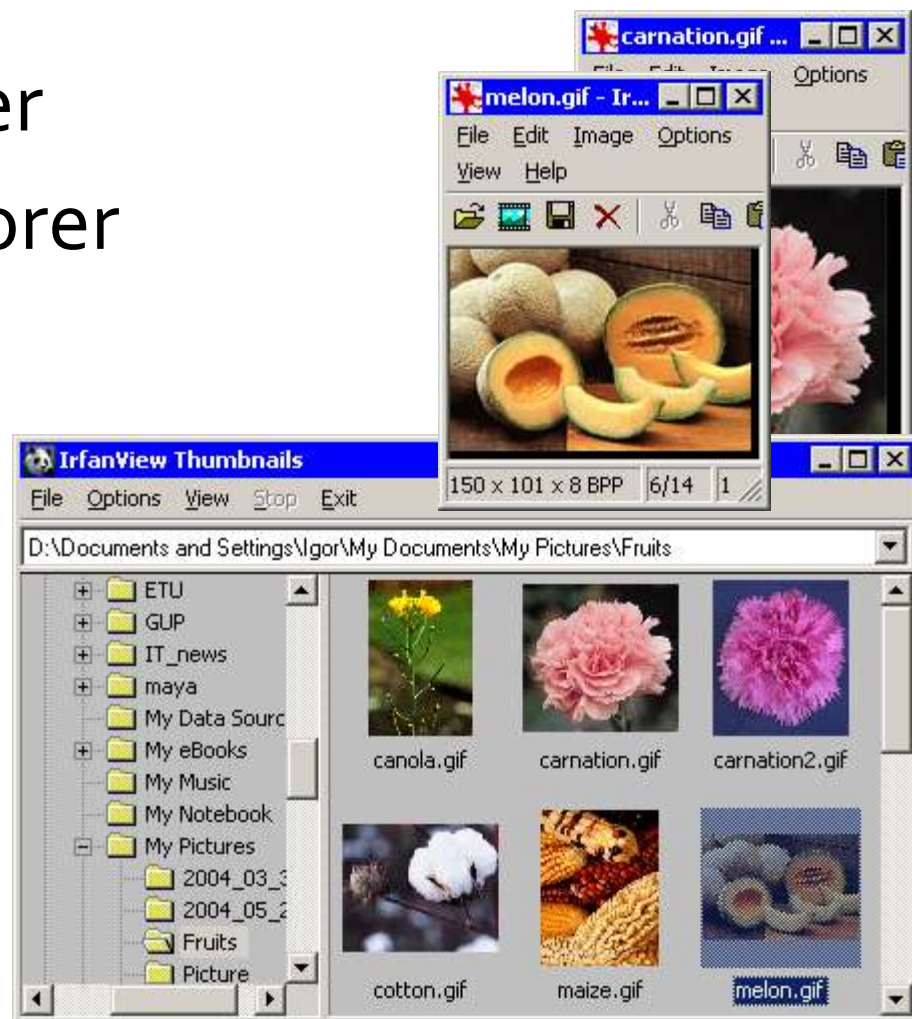 er
orer
carnation.gif ...
Options
melon.gif - Ir...
File Edit Image Options
View Help
150 x 101 x 8 BPP 6/14 1
IrfanView Thumbnails
File Options View Stop Exit
D:\Documents and Settings\Igor\My Documents\My Pictures\Fruits
ETU
GUP
IT_news
maya
My Data Sourc
My eBooks
My Music
My Notebook
My Pictures
2004_03_3
2004_05_2
Fruits
Picture
canola.gif carnation.gif carnation2.gif
cotton.gif maize.gif melon.gif